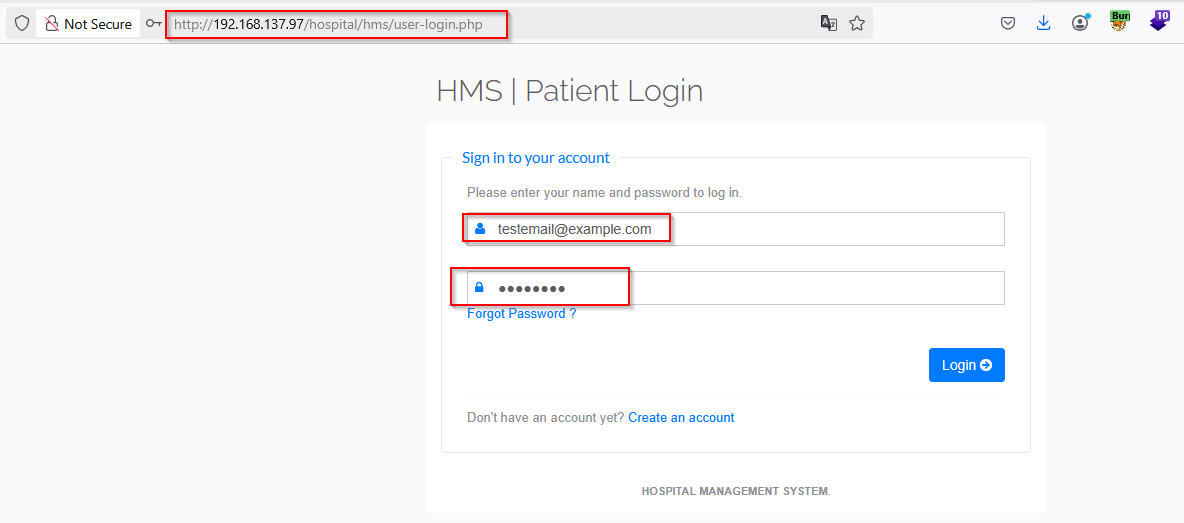 Not Secure http://192.168.137.97/hospital/hms/user-login.php Bur 10
HMS | Patient Login
Sign in to your account
Please enter your name and password to log in.
testemail@example.com
●●●●●●●●
Forgot Password ?
Login
Don't have an account yet? Create an account
HOSPITAL MANAGEMENT SYSTEM.